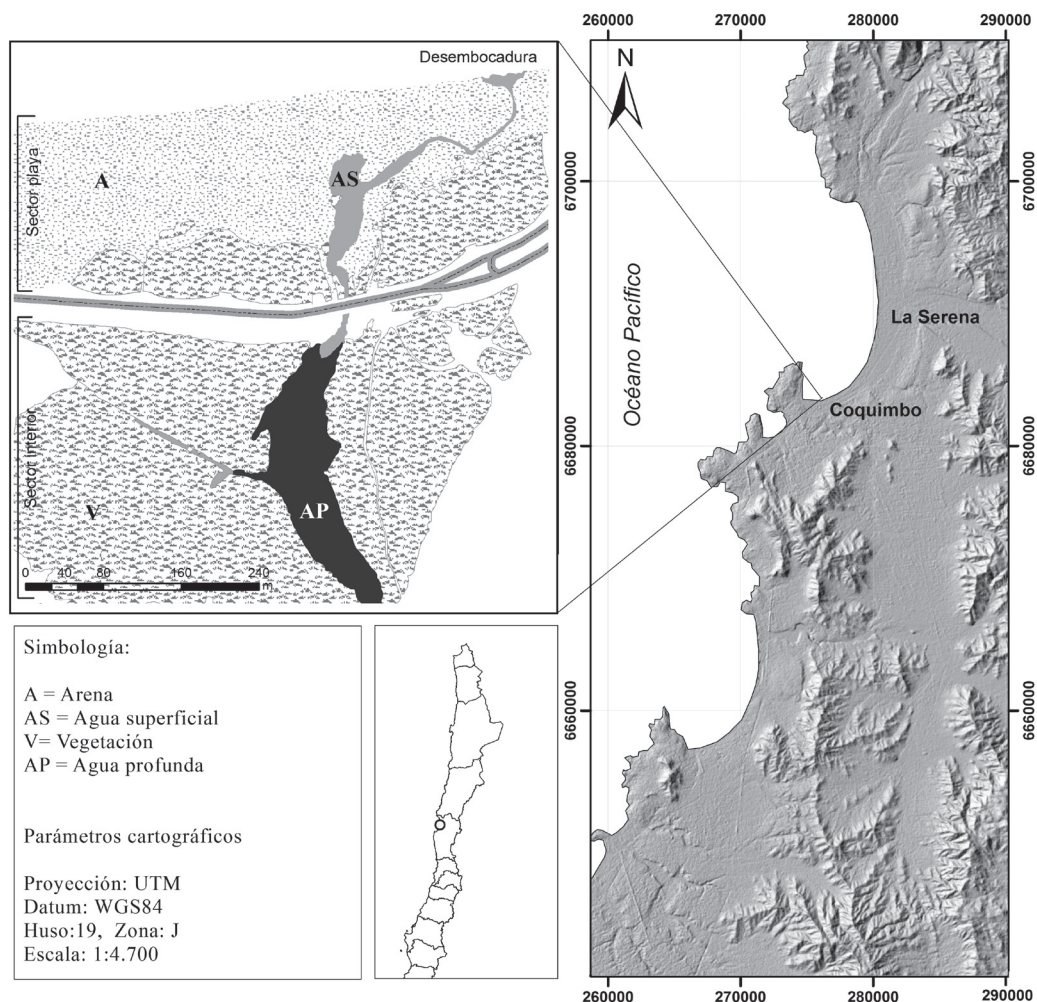 260000
270000
280000
290000
Desembocadura
Sector playa
A
AS
Sector interior
V
AP
0 40 80 160 240
m
N
Océano Pacífico
La Serena
Coquimbo
6700000
6700000
6680000
6680000
6660000
6660000
260000
270000
280000
290000
Simbología:
A = Arena
AS = Agua superficial
V= Vegetación
AP = Agua profunda
Parámetros cartográficos
Proyección: UTM
Datum: WGS84
Huso:19, Zona: J
Escala: 1:4.700